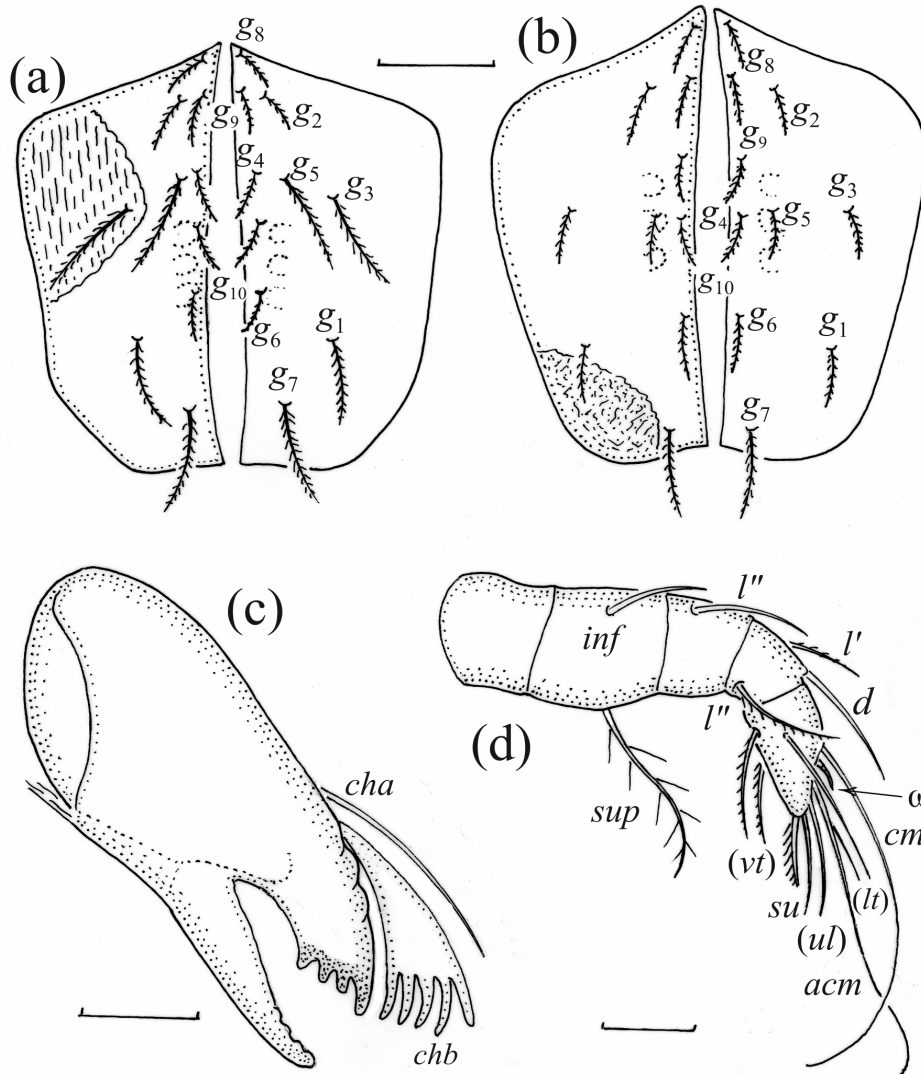 (a)
g8
g9
g2
g4
g5
g3
g10
g6
g1
g7
(b)
g8
g2
g9
g3
g4
g5
g10
g6
g1
g7
(c)
cha
chb
(d)
l"
inf
l'
l"
d
sup
ω
cm
(vt)
su
(lt)
(ul)
acm